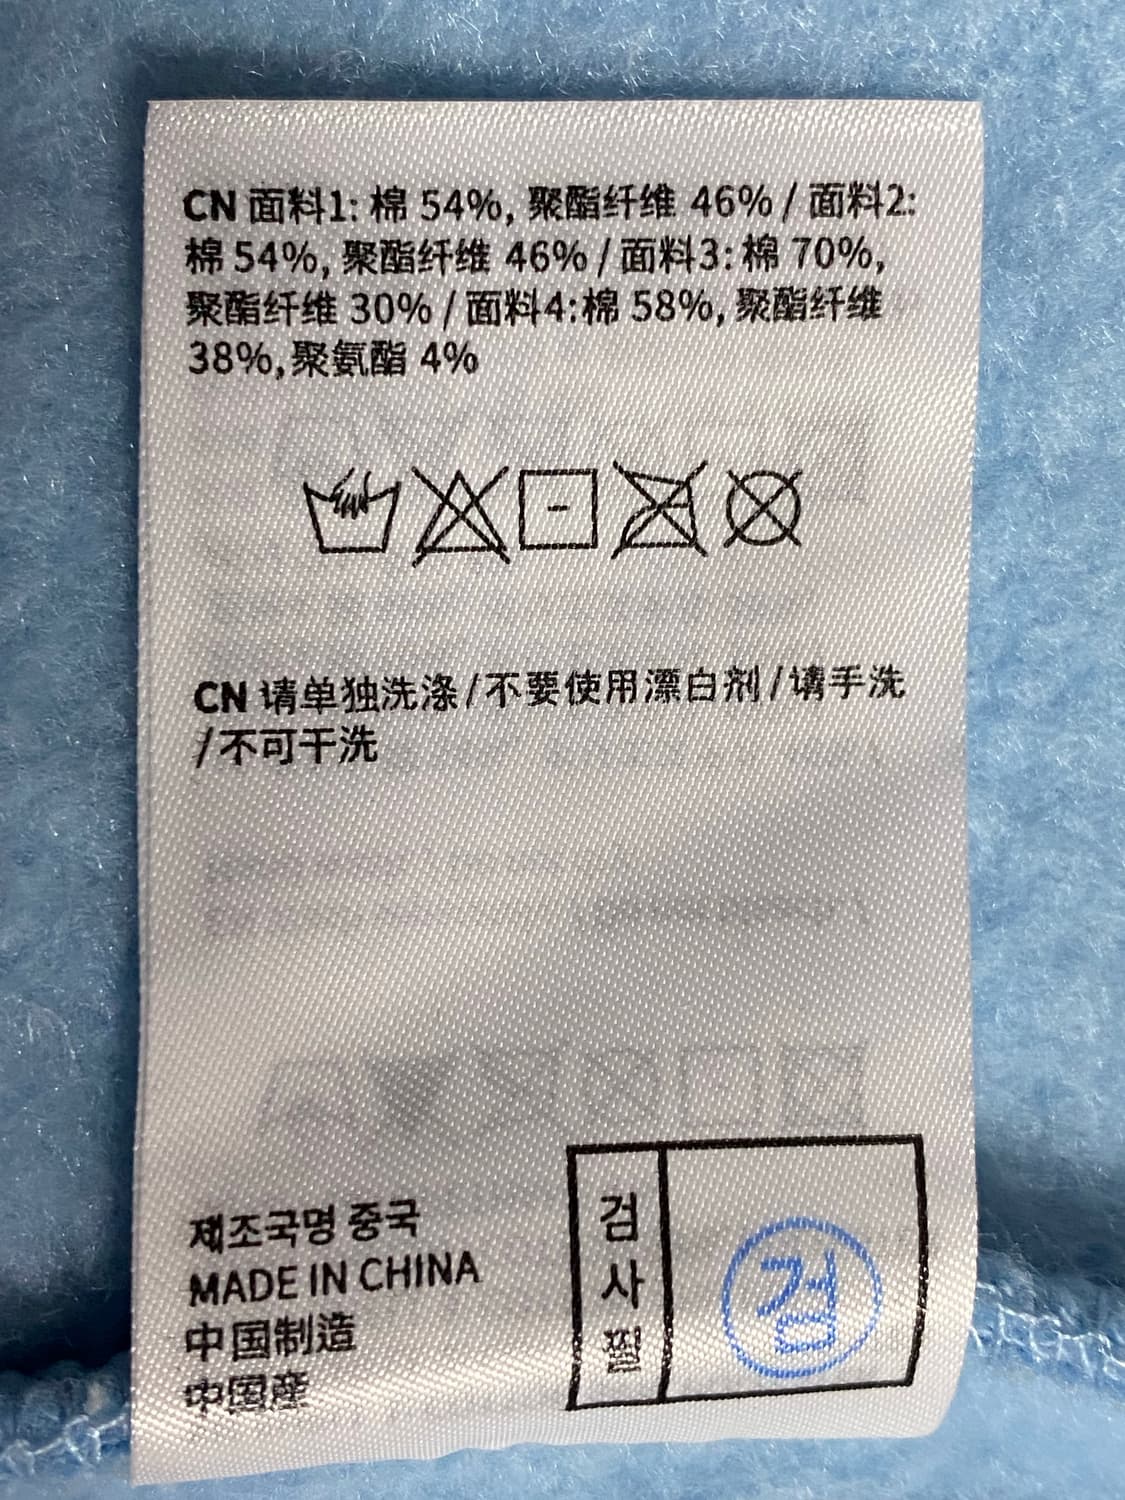 CN 面料1: 棉 54%, 聚酯纤维 46% / 面料2:
棉 54%, 聚酯纤维 46% / 面料3: 棉 70%,
聚酯纤维 30% / 面料4:棉 58%, 聚酯纤维
38%,聚氨酯 4%
CN 请单独洗涤/不要使用漂白剂/请手洗
/不可干洗
제조국명 중국
MADE IN CHINA
中国制造
中国産
검
사
필
검